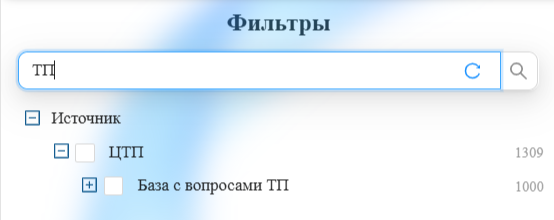 Фильтры
ТП
Источник
ЦТП 1309
База с вопросами ТП 1000